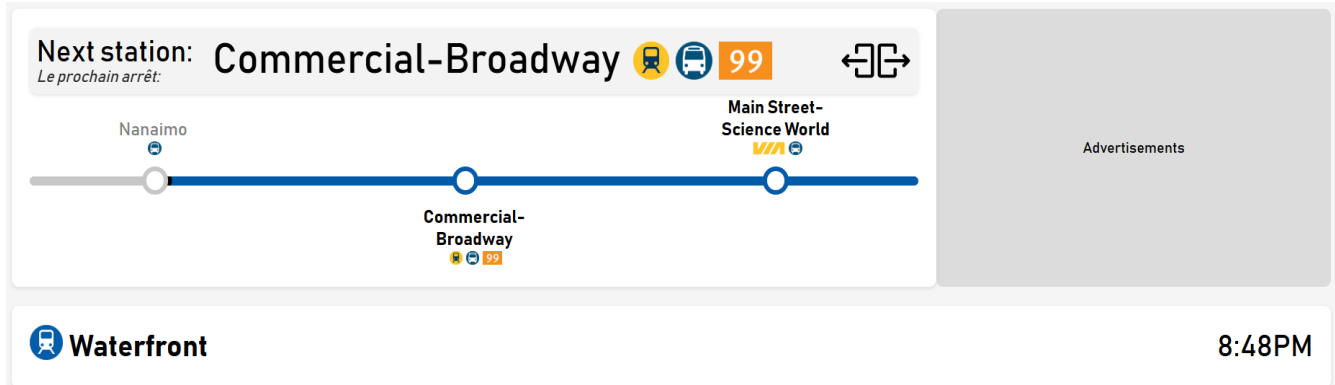 Next station:
Le prochain arrêt:
Commercial-Broadway 99
Nanaimo
Main Street-
Science World
VIA
Commercial-
Broadway
99
Advertisements
Waterfront
8:48PM